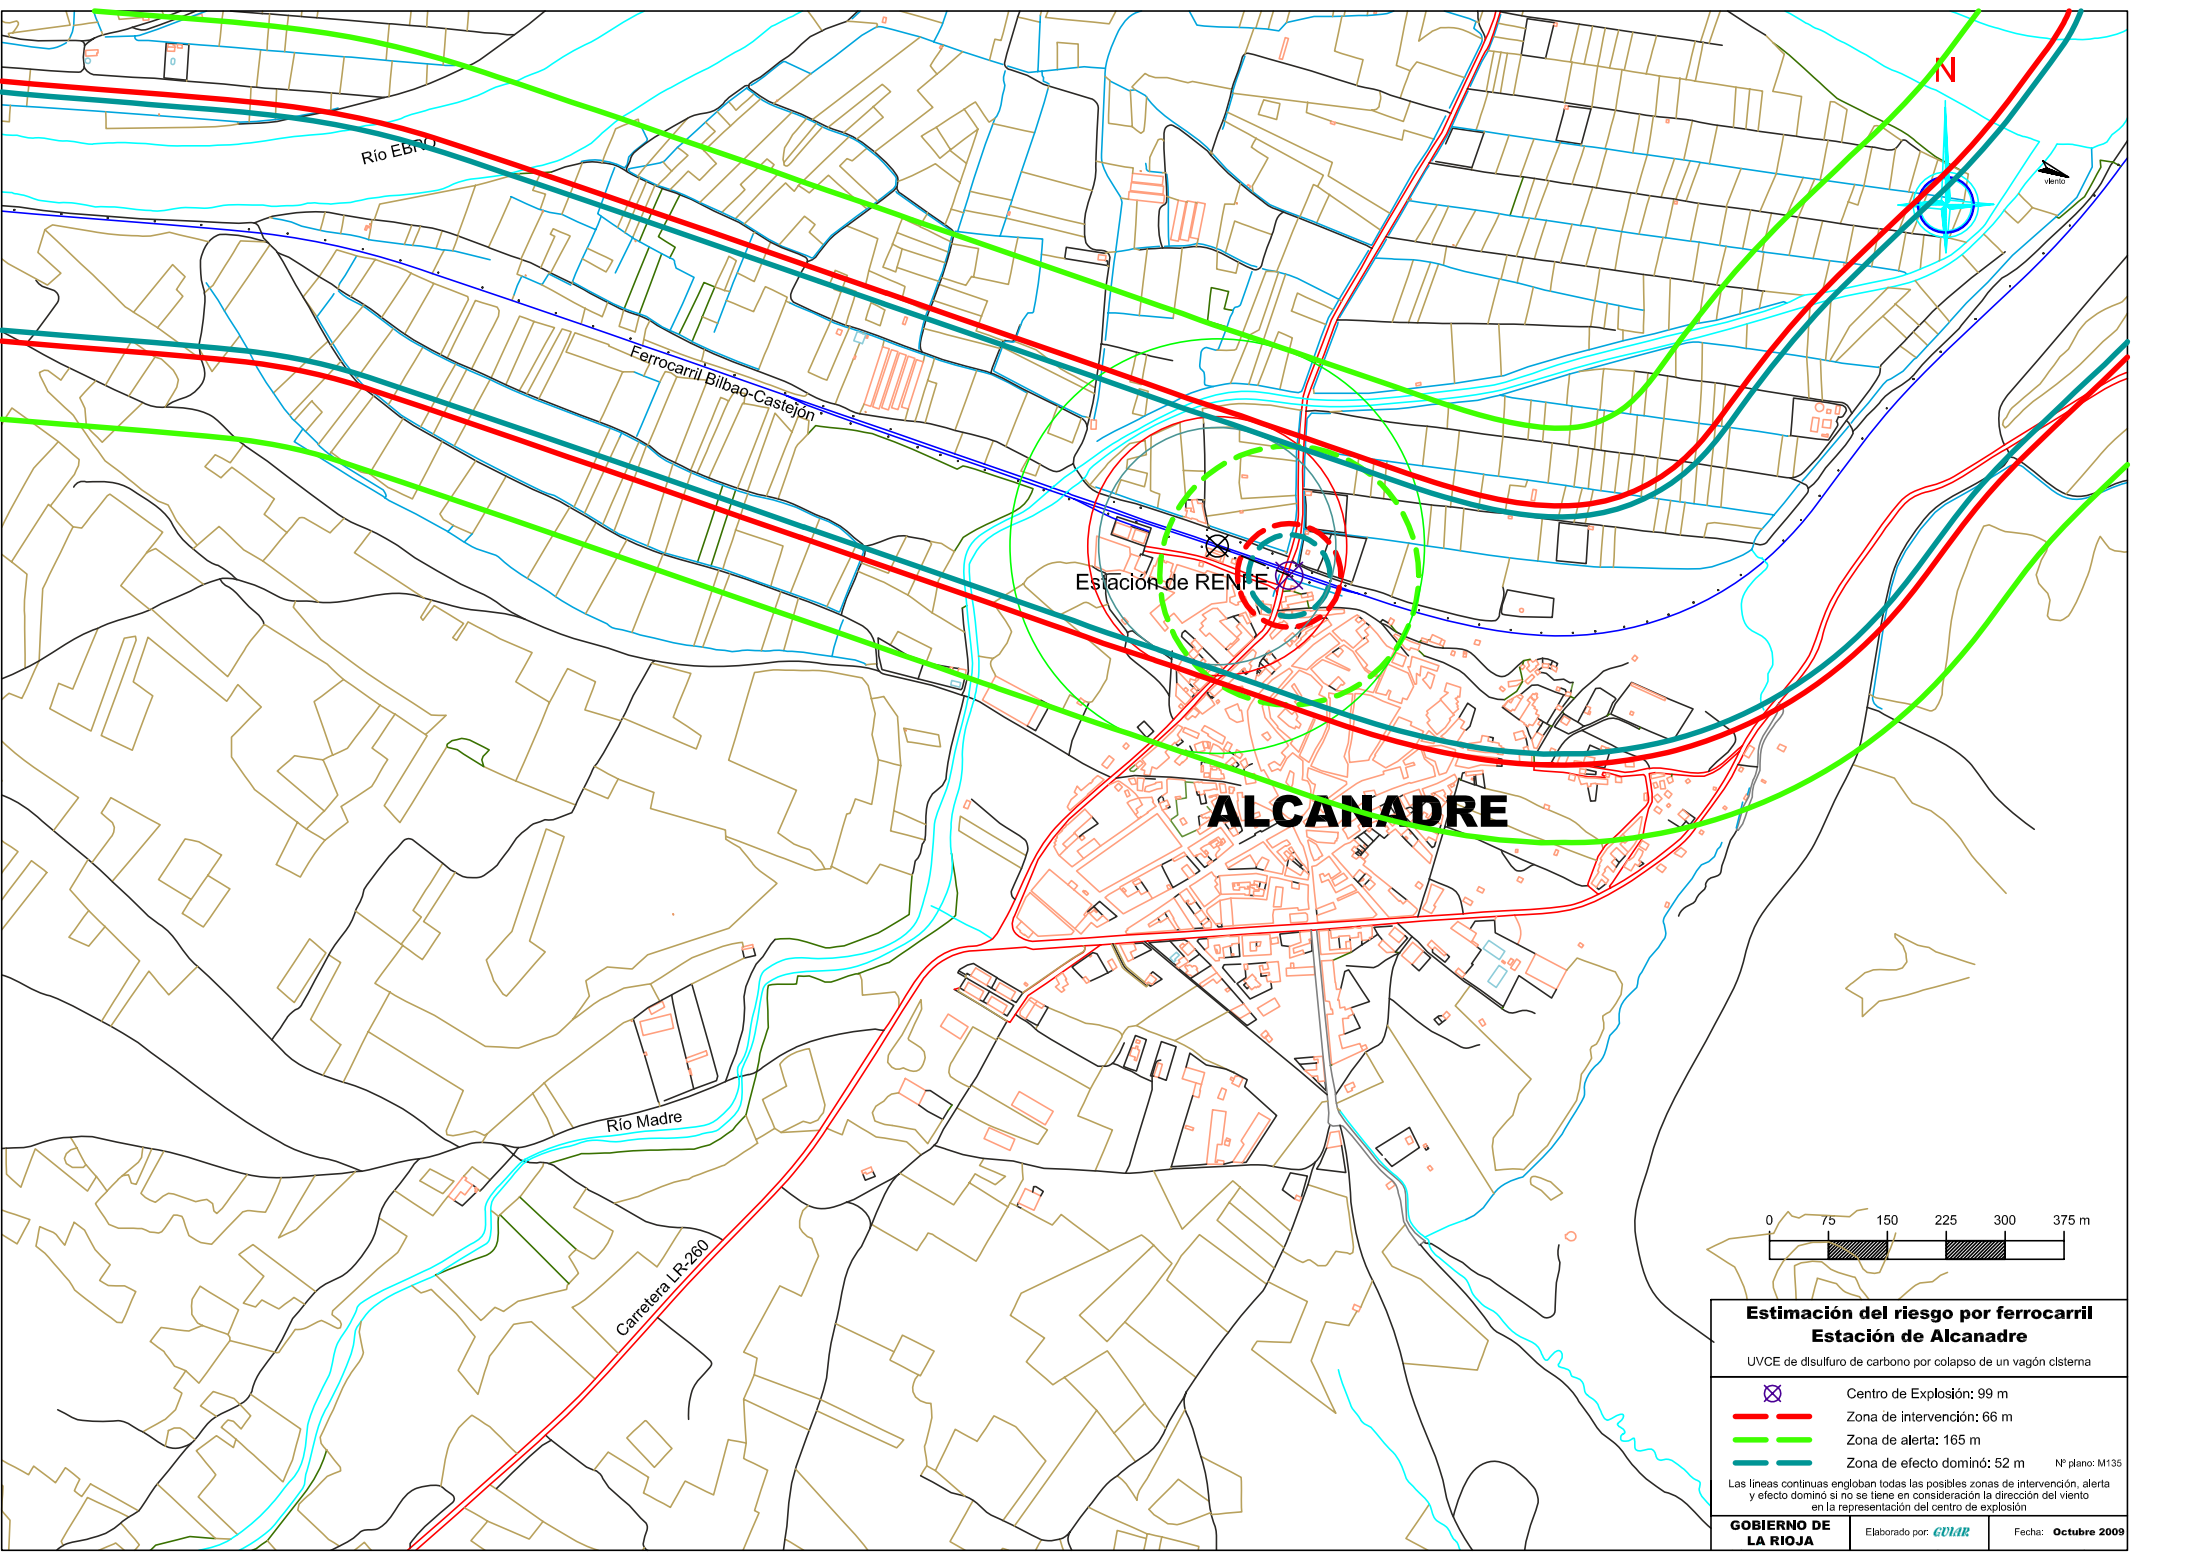 N
viento
Río EBRO
Ferrocarril Bilbao-Castejón
Estación de RENFE
ALCANADRE
Río Madre
Carretera LR-260
0 75 150 225 300 375 m
Estimación del riesgo por ferrocarril
Estación de Alcanadre
UVCE de disulfuro de carbono por colapso de un vagón cisterna
Centro de Explosión: 99 m
Zona de intervención: 66 m
Zona de alerta: 165 m
Zona de efecto dominó: 52 m
Nº plano: M135
Las líneas continuas engloban todas las posibles zonas de intervención, alerta
y efecto dominó si no se tiene en consideración la dirección del viento
en la representación del centro de explosión
GOBIERNO DE
LA RIOJA
Elaborado por: GUIAR
Fecha: Octubre 2009